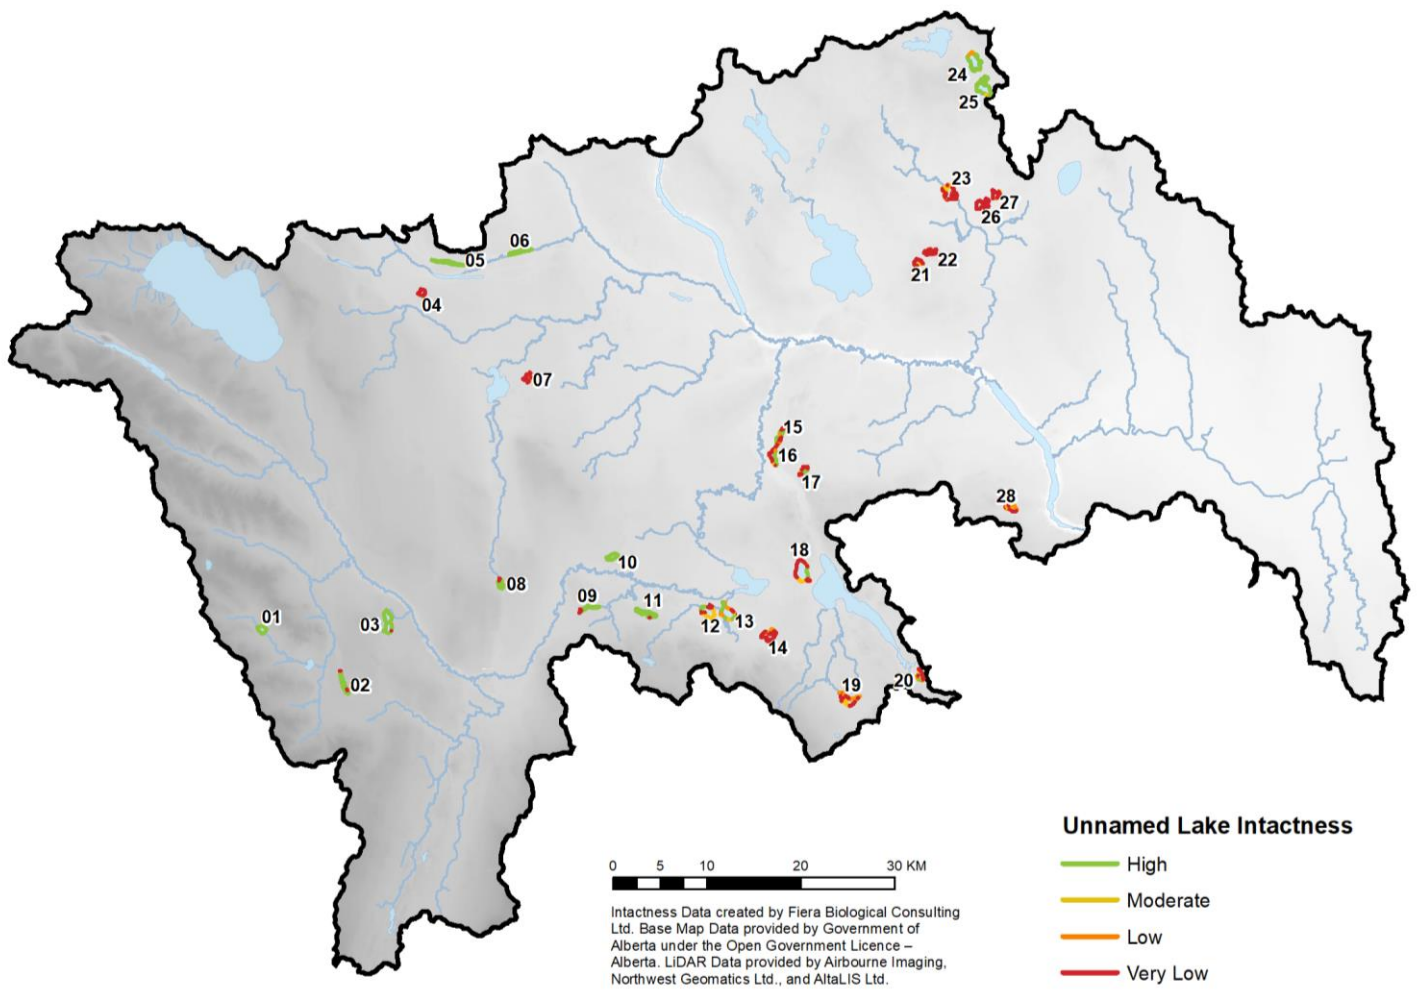 24
25
23
27
26
22
21
06
05
04
07
15
16
17
28
18
10
08
09
11
12
13
14
01
03
02
19
20
Unnamed Lake Intactness
High
Moderate
Low
Very Low
0 5 10 20 30 KM
Intactness Data created by Fiera Biological Consulting
Ltd. Base Map Data provided by Government of
Alberta under the Open Government Licence –
Alberta. LiDAR Data provided by Airbourne Imaging,
Northwest Geomatics Ltd., and AltaLIS Ltd.